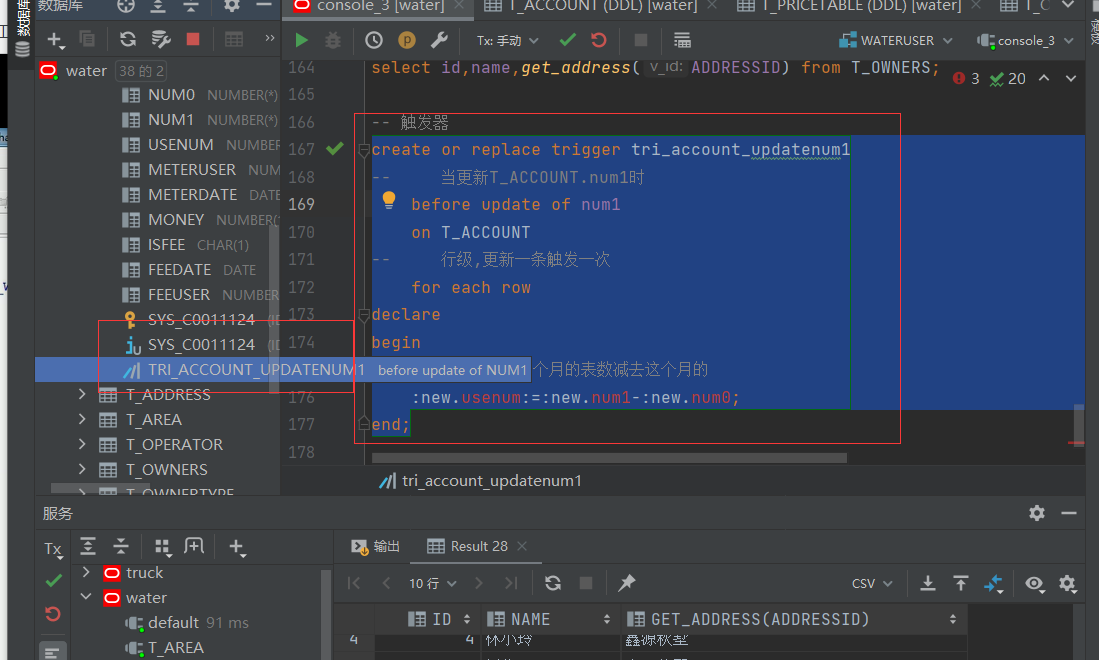 数据库
console_3 [water]
T_ACCOUNT (DDL) [water]
T_PRICETABLE (DDL) [water]
T_C
数据库
Tx: 手动
WATERUSER
console_3
water 38 的 2
3
20
NUM0 NUMBER(*)
NUM1 NUMBER(*)
USENUM NUMBER
METERUSER NUM
METERDATE DATE
MONEY NUMBER(
ISFEE CHAR(1)
FEEDATE DATE
FEEUSER NUMBER
SYS_C0011124 (ID
SYS_C0011124 (ID
TRI_ACCOUNT_UPDATENUM1 before update of NUM1
T_ADDRESS
T_AREA
T_OPERATOR
T_OWNERS
T_OWNERTYPE
164 select id,name,get_address( v_id: ADDRESSID) from T_OWNERS;
165
166 -- 触发器
167 create or replace trigger tri_account_updatenum1
168 -- 当更新T_ACCOUNT.num1时
169 before update of num1
170 on T_ACCOUNT
171 -- 行级,更新一条触发一次
172 for each row
173 declare
174 begin
个月的表数减去这个月的
176 :new.usenum:=:new.num1-:new.num0;
177 end;
178
tri_account_updatenum1
服务
Tx
truck
water
default 91 ms
T_AREA
输出
Result 28
10 行
CSV
ID
NAME
GET_ADDRESS(ADDRESSID)
4
4
林小玲
鑫源秋墅